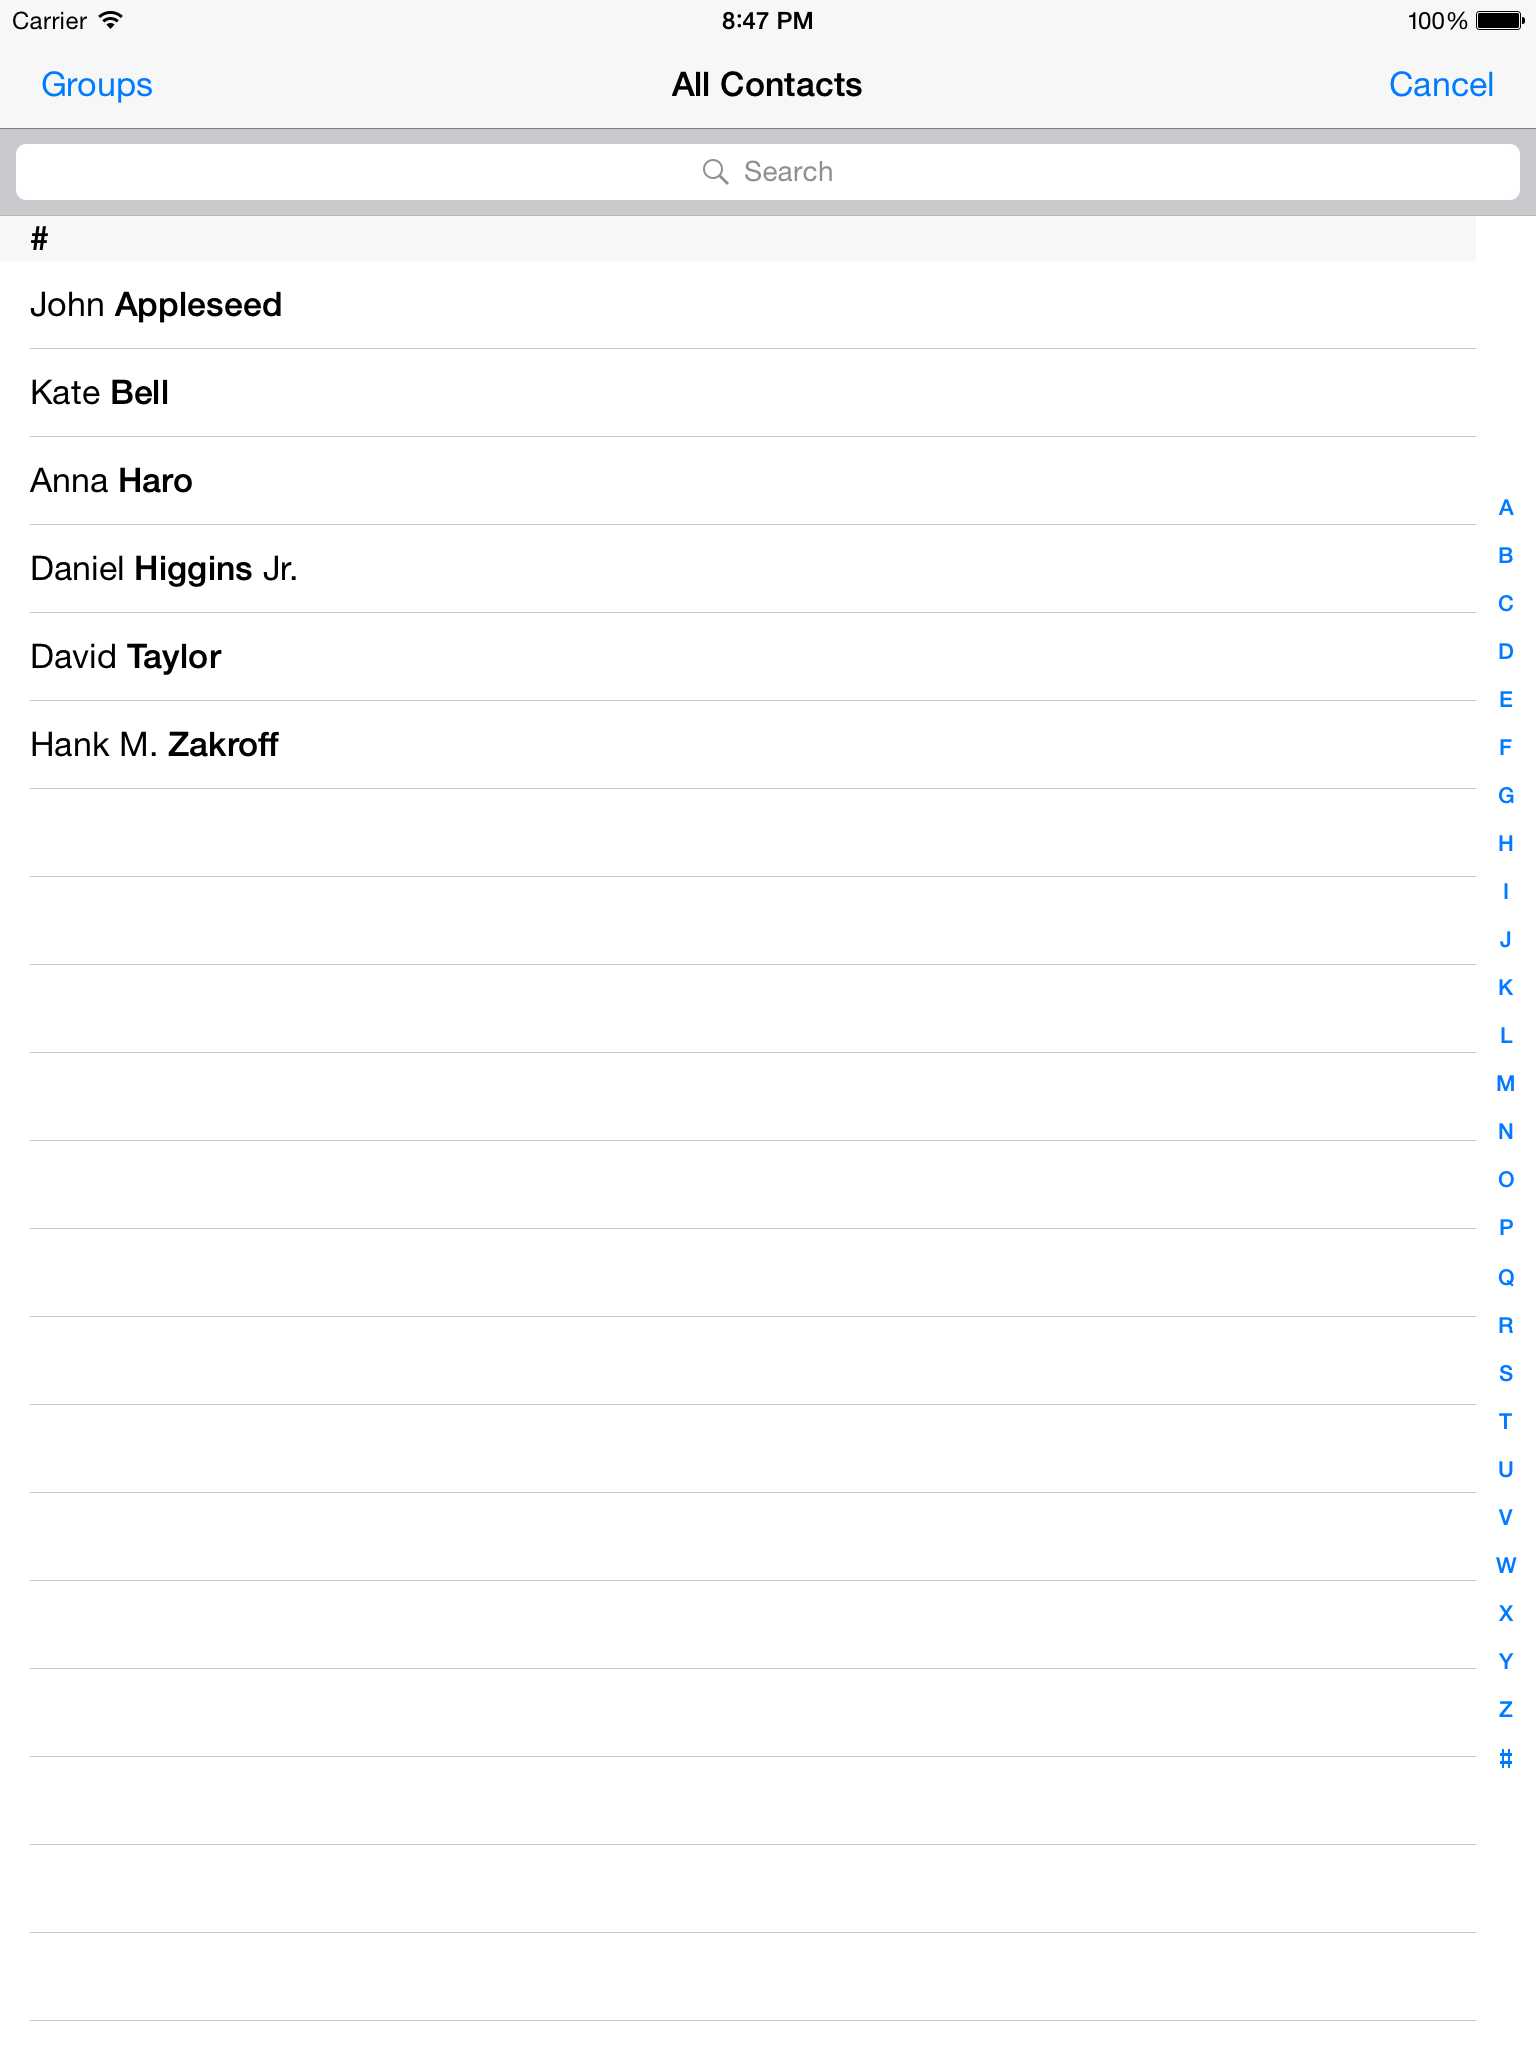 Carrier 8:47 PM 100%
Groups All Contacts Cancel
Search
#
John Appleseed
Kate Bell
Anna Haro
Daniel Higgins Jr.
David Taylor
Hank M. Zakroff
A
B
C
D
E
F
G
H
I
J
K
L
M
N
O
P
Q
R
S
T
U
V
W
X
Y
Z
#